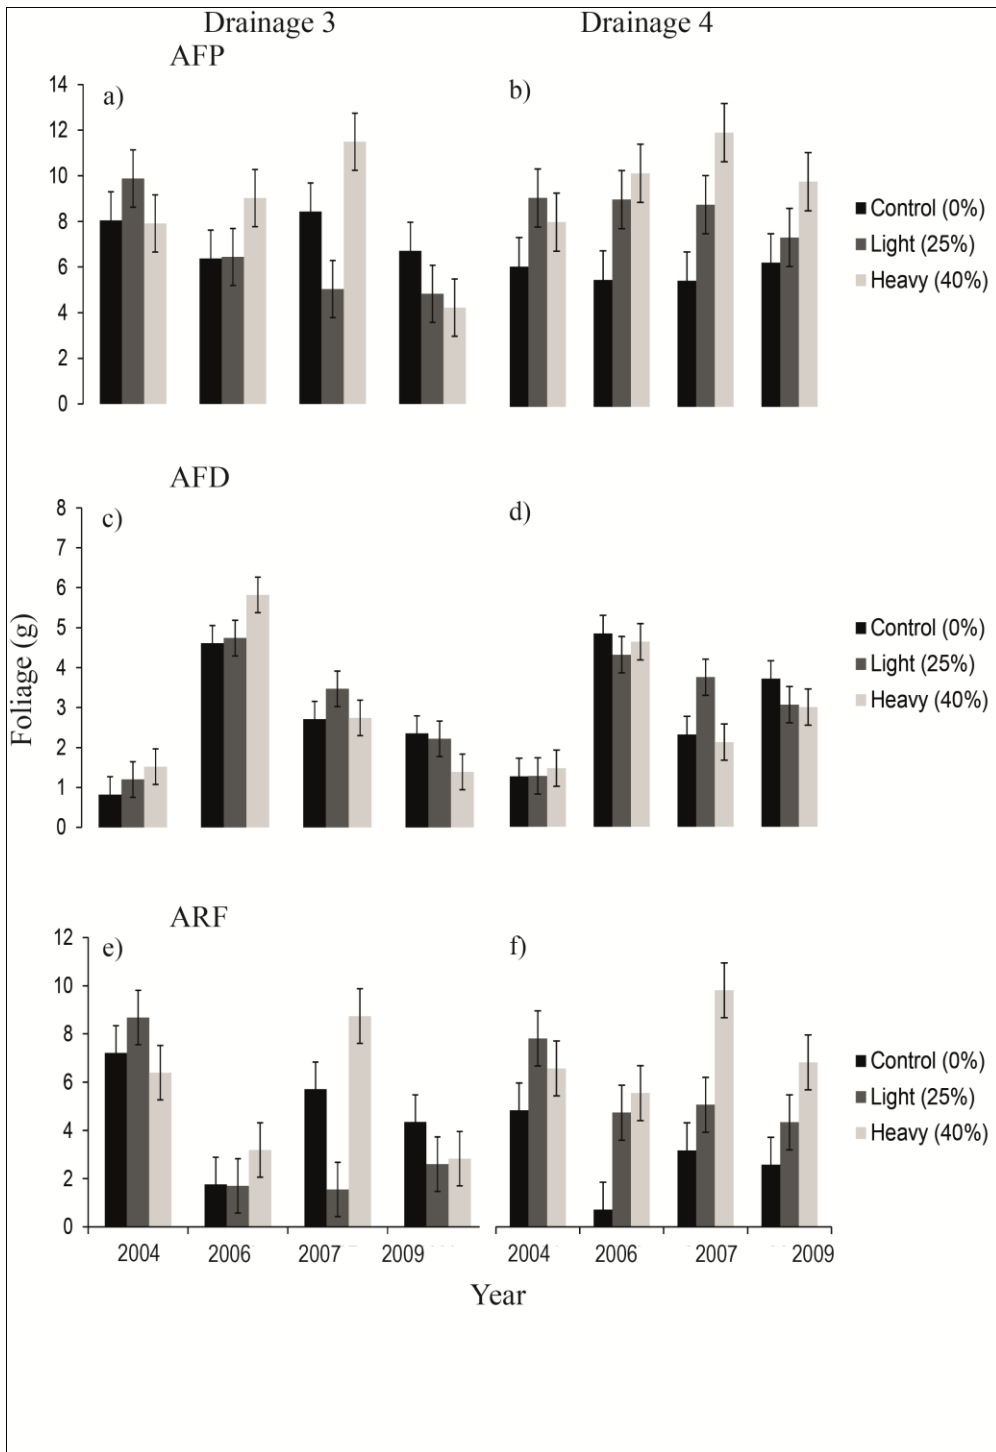 Drainage 3 Drainage 4
AFP
a) b)
14
12
10
8
6
4
2
0
Control (0%)
Light (25%)
Heavy (40%)
AFD
c) d)
8
7
6
5
4
3
2
1
0
Foliage (g)
Control (0%)
Light (25%)
Heavy (40%)
ARF
e) f)
12
10
8
6
4
2
0
Control (0%)
Light (25%)
Heavy (40%)
2004 2006 2007 2009 2004 2006 2007 2009
Year